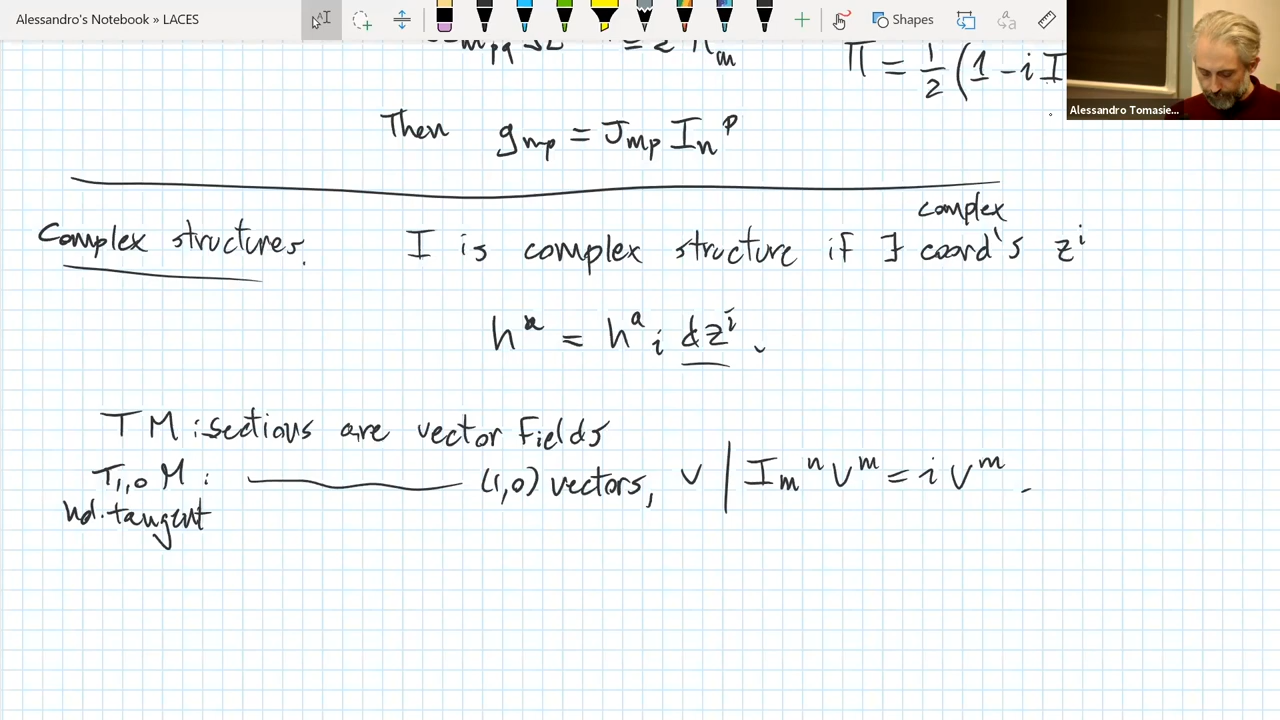 Alessandro's Notebook » LACES
Shapes
Π = 1/2 (1 - i I
Alessandro Tomasie...
Then g_mp = J_mp I_n^p
complex
Complex structures. I is complex structure if ∃ coord's z^i
h^a = h^a_i dz^i .
TM : sections are vector fields
T_1,0 M : ———— (1,0) vectors, v | I_m^n v^m = i v^m .
hol. tangent